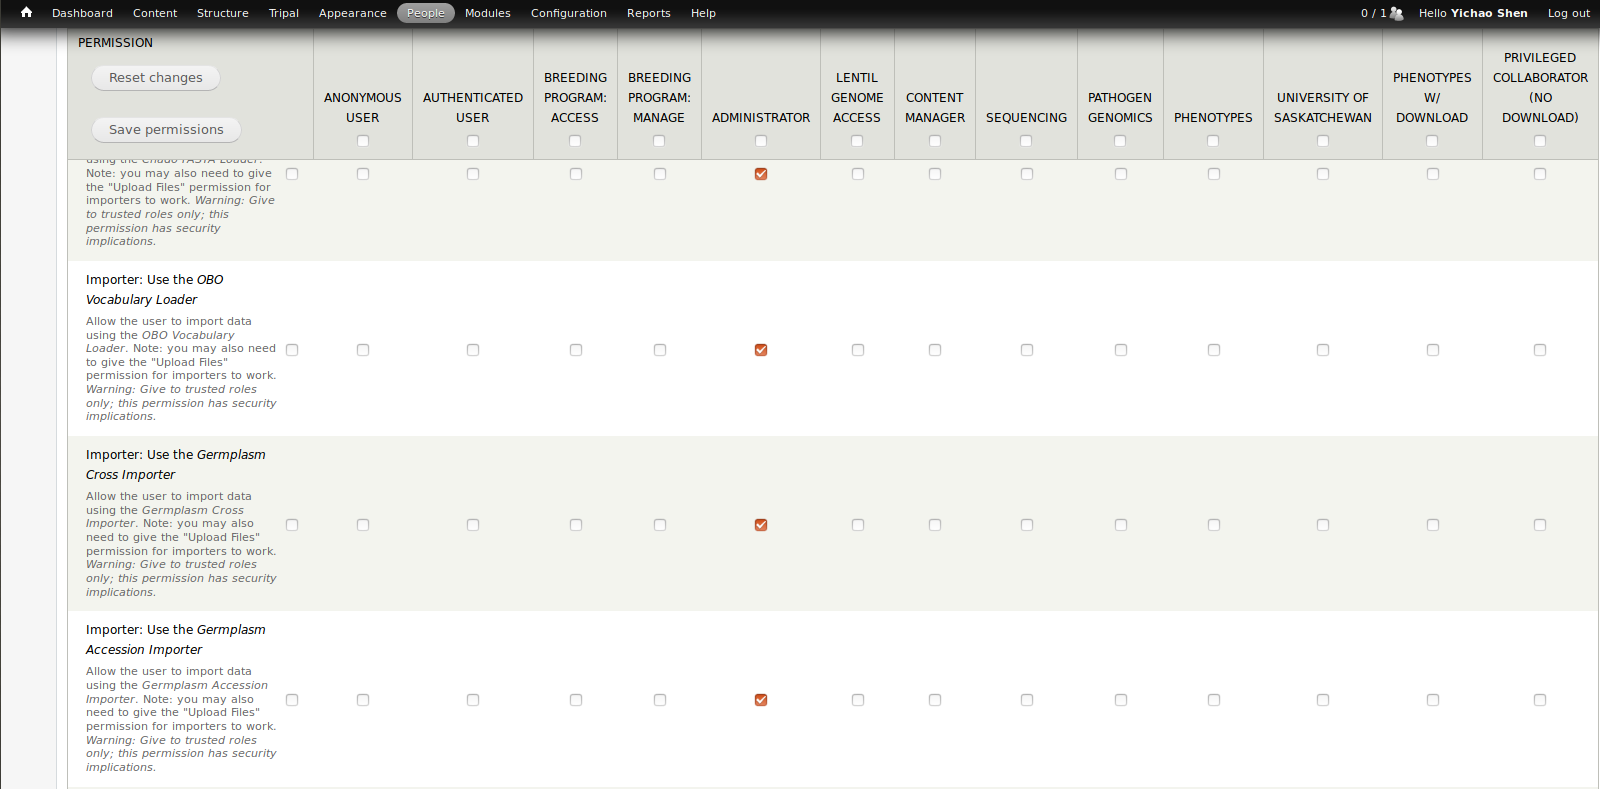 Dashboard Content Structure Tripal Appearance People Modules Configuration Reports Help 0 / 1 Hello Yichao Shen Log out
PERMISSION
Reset changes
Save permissions
ANONYMOUS
USER
AUTHENTICATED
USER
BREEDING
PROGRAM:
ACCESS
BREEDING
PROGRAM:
MANAGE
ADMINISTRATOR
LENTIL
GENOME
ACCESS
CONTENT
MANAGER
SEQUENCING
PATHOGEN
GENOMICS
PHENOTYPES
UNIVERSITY OF
SASKATCHEWAN
PHENOTYPES
W/
DOWNLOAD
PRIVILEGED
COLLABORATOR
(NO
DOWNLOAD)
using the Chado FASTA Loader.
Note: you may also need to give
the "Upload Files" permission for
importers to work. Warning: Give
to trusted roles only; this
permission has security
implications.
Importer: Use the OBO
Vocabulary Loader
Allow the user to import data
using the OBO Vocabulary
Loader. Note: you may also need
to give the "Upload Files"
permission for importers to work.
Warning: Give to trusted roles
only; this permission has security
implications.
Importer: Use the Germplasm
Cross Importer
Allow the user to import data
using the Germplasm Cross
Importer. Note: you may also
need to give the "Upload Files"
permission for importers to work.
Warning: Give to trusted roles
only; this permission has security
implications.
Importer: Use the Germplasm
Accession Importer
Allow the user to import data
using the Germplasm Accession
Importer. Note: you may also
need to give the "Upload Files"
permission for importers to work.
Warning: Give to trusted roles
only; this permission has security
implications.